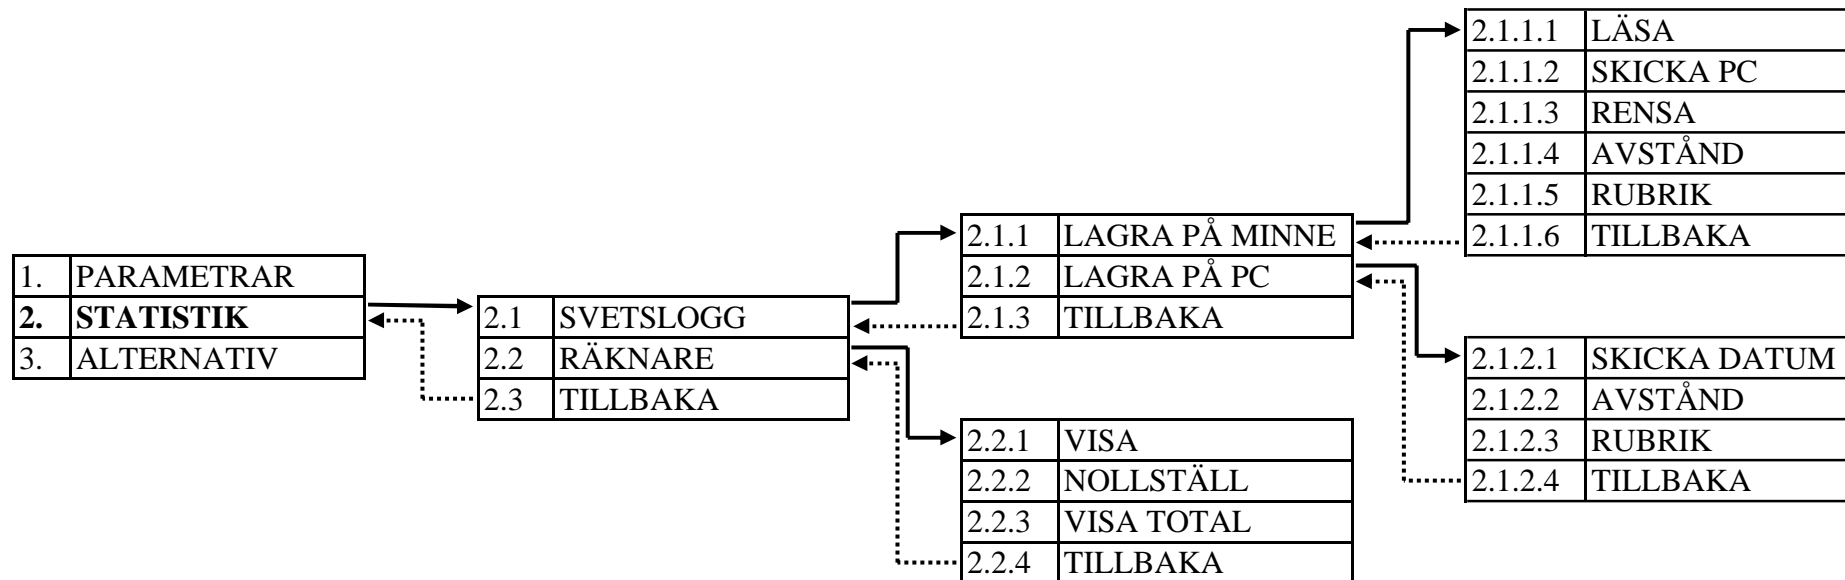 1. PARAMETRAR
2. STATISTIK
3. ALTERNATIV
2.1 SVETSLOGG
2.2 RÄKNARE
2.3 TILLBAKA
2.1.1 LAGRA PÅ MINNE
2.1.2 LAGRA PÅ PC
2.1.3 TILLBAKA
2.2.1 VISA
2.2.2 NOLLSTÄLL
2.2.3 VISA TOTAL
2.2.4 TILLBAKA
2.1.1.1 LÄSA
2.1.1.2 SKICKA PC
2.1.1.3 RENSA
2.1.1.4 AVSTÅND
2.1.1.5 RUBRIK
2.1.1.6 TILLBAKA
2.1.2.1 SKICKA DATUM
2.1.2.2 AVSTÅND
2.1.2.3 RUBRIK
2.1.2.4 TILLBAKA